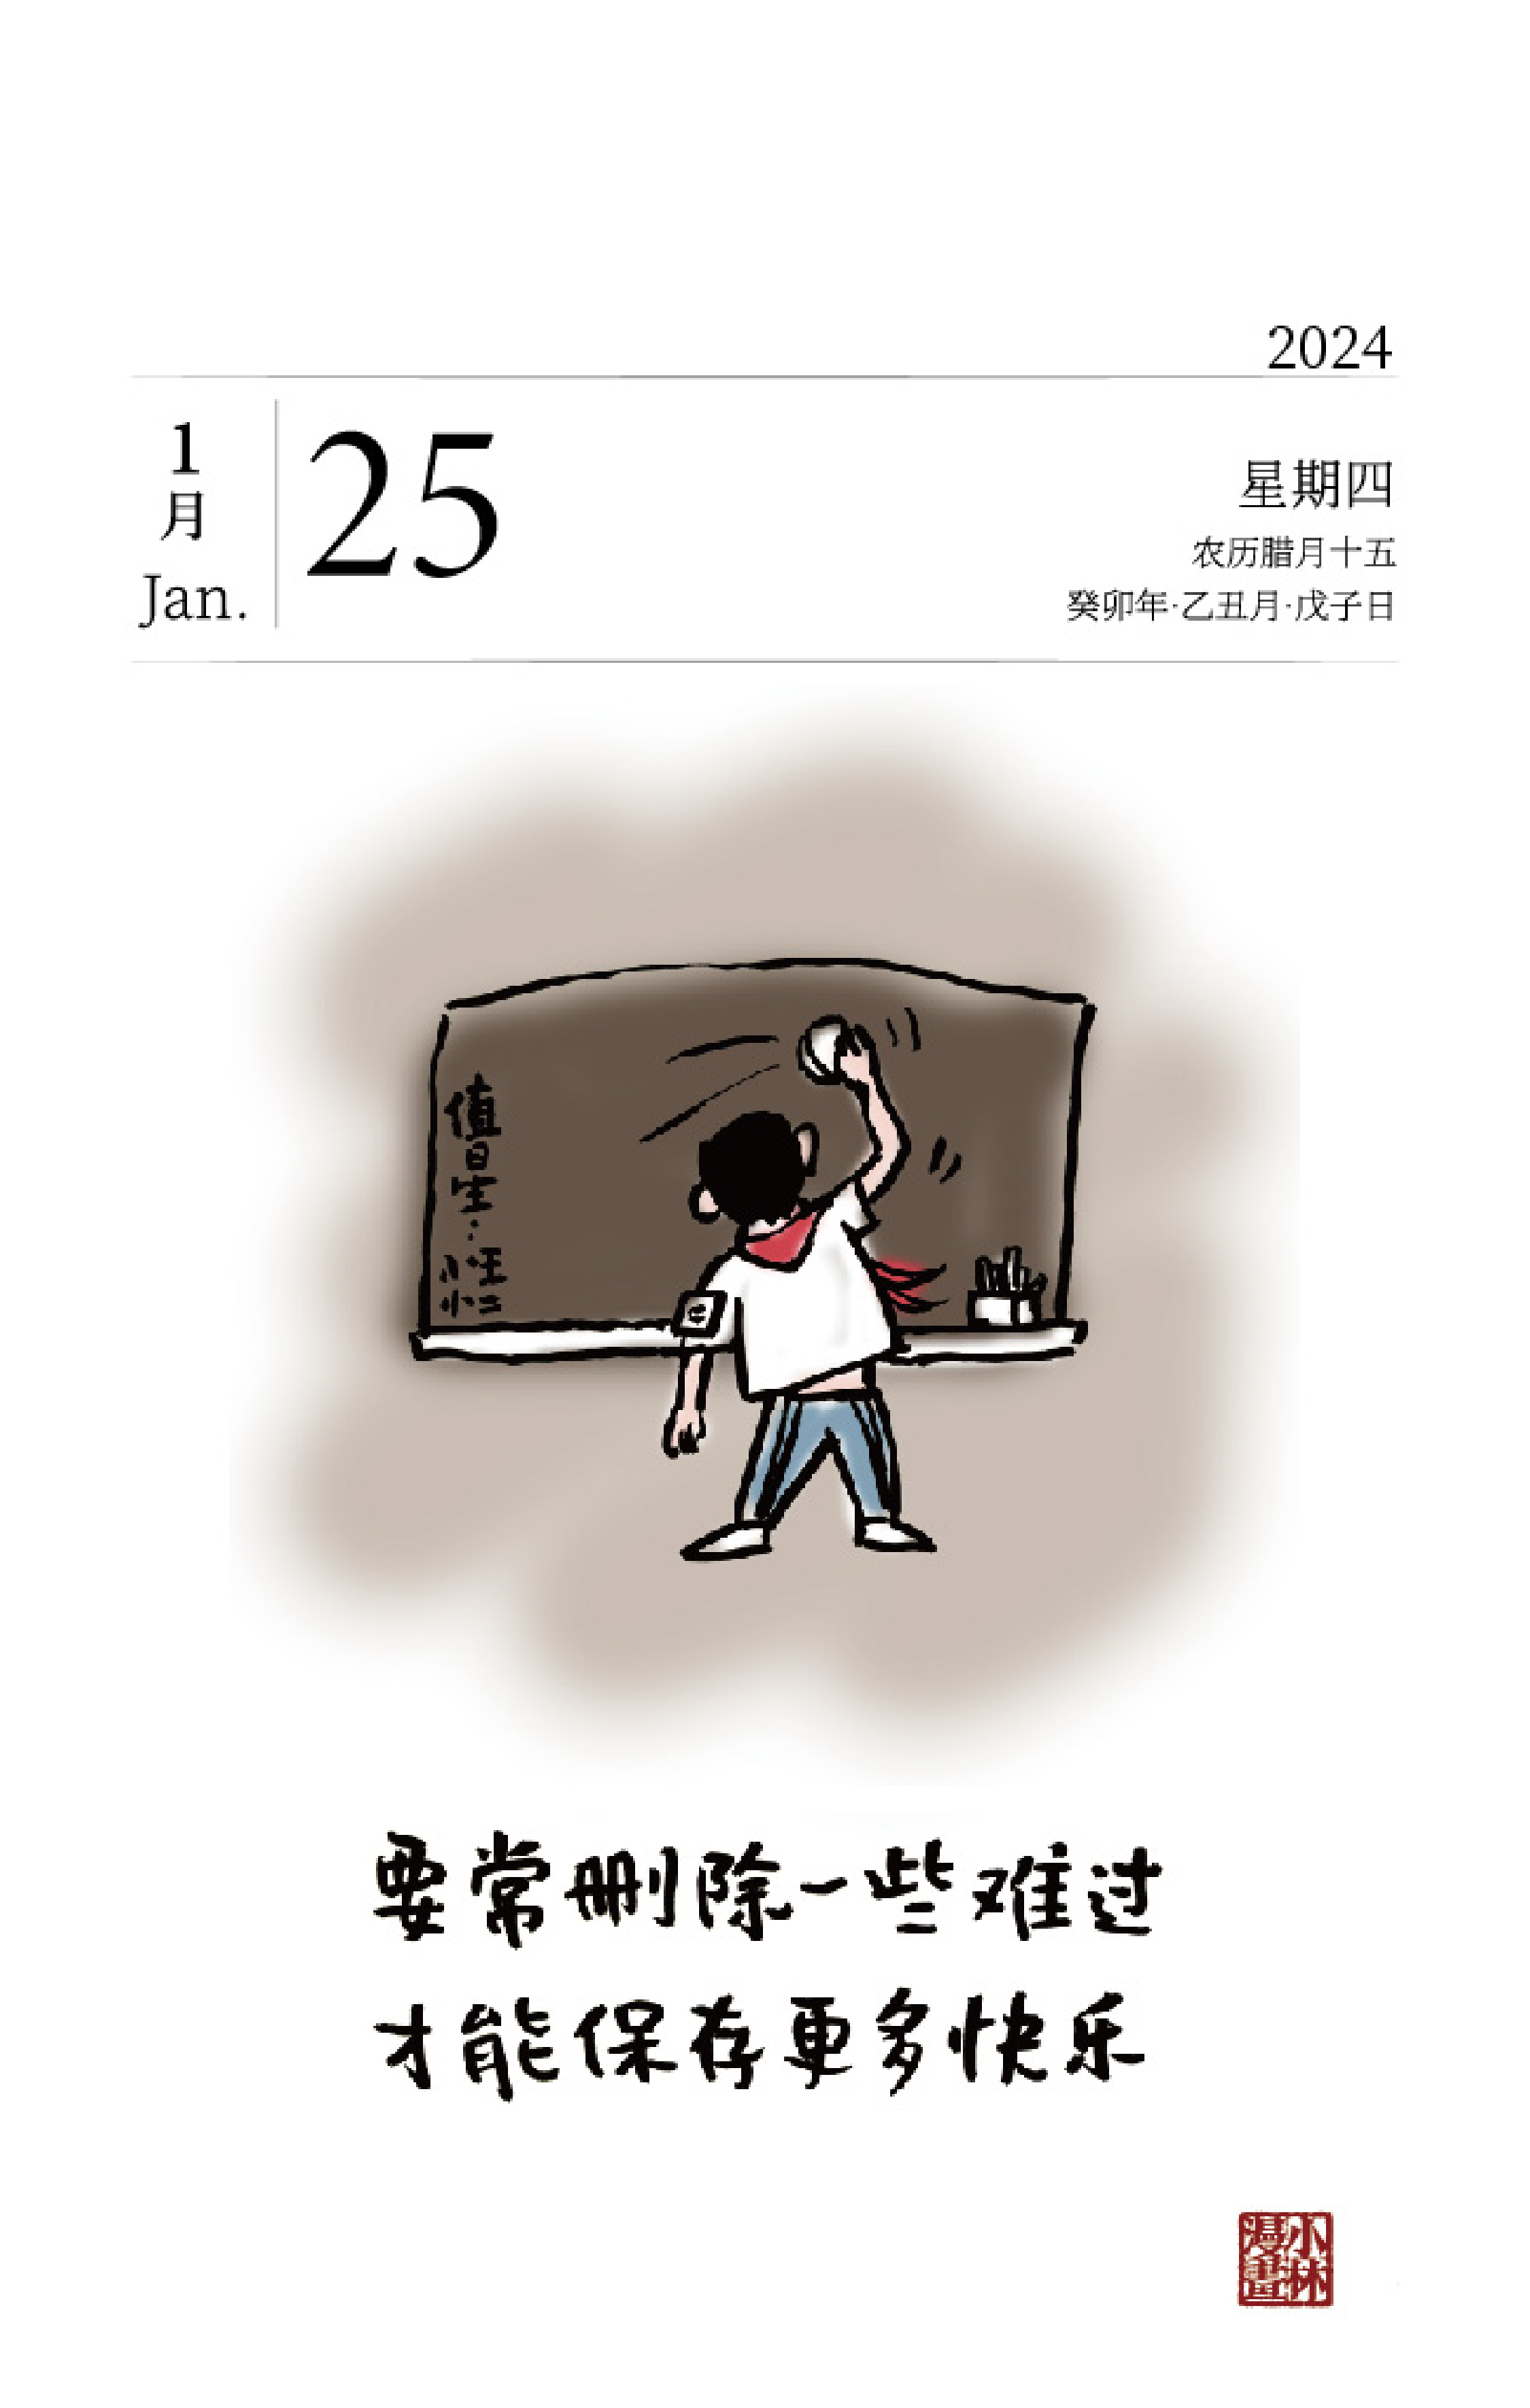 2024
1
月
Jan.
25
星期四
农历腊月十五
癸卯年·乙丑月·戊子日
值日生：
小王
小二
要常删除一些难过
才能保存更多快乐
小林
漫画